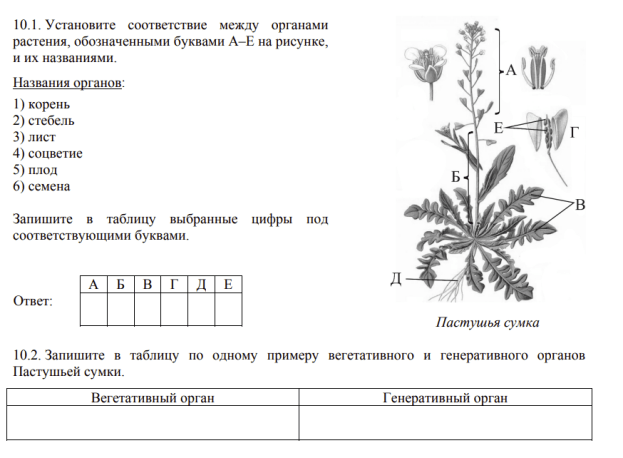 10.1. Установите соответствие между органами
растения, обозначенными буквами А–Е на рисунке,
и их названиями.
Названия органов:
1) корень
2) стебель
3) лист
4) соцветие
5) плод
6) семена
Запишите в таблицу выбранные цифры под
соответствующими буквами.
Ответ:
А Б В Г Д Е
А
Е
Г
Б
В
Д
Пастушья сумка
10.2. Запишите в таблицу по одному примеру вегетативного и генеративного органов
Пастушьей сумки.
Вегетативный орган Генеративный орган